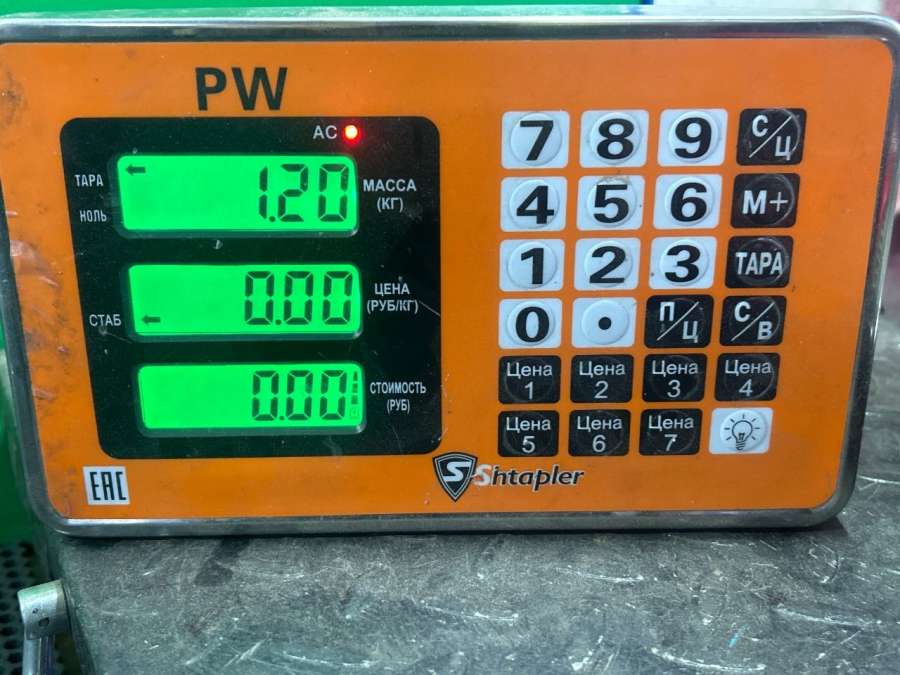 PW
AC
ТАРА
НОЛЬ
1.20
МАССА
(КГ)
СТАБ
0.00
ЦЕНА
(РУБ/КГ)
0.00
СТОИМОСТЬ
(РУБ)
7 8 9 С/Ц
4 5 6 М+
1 2 3 ТАРА
0 . П/Ц С/В
Цена 1
Цена 2
Цена 3
Цена 4
Цена 5
Цена 6
Цена 7
EAC
S Shtapler